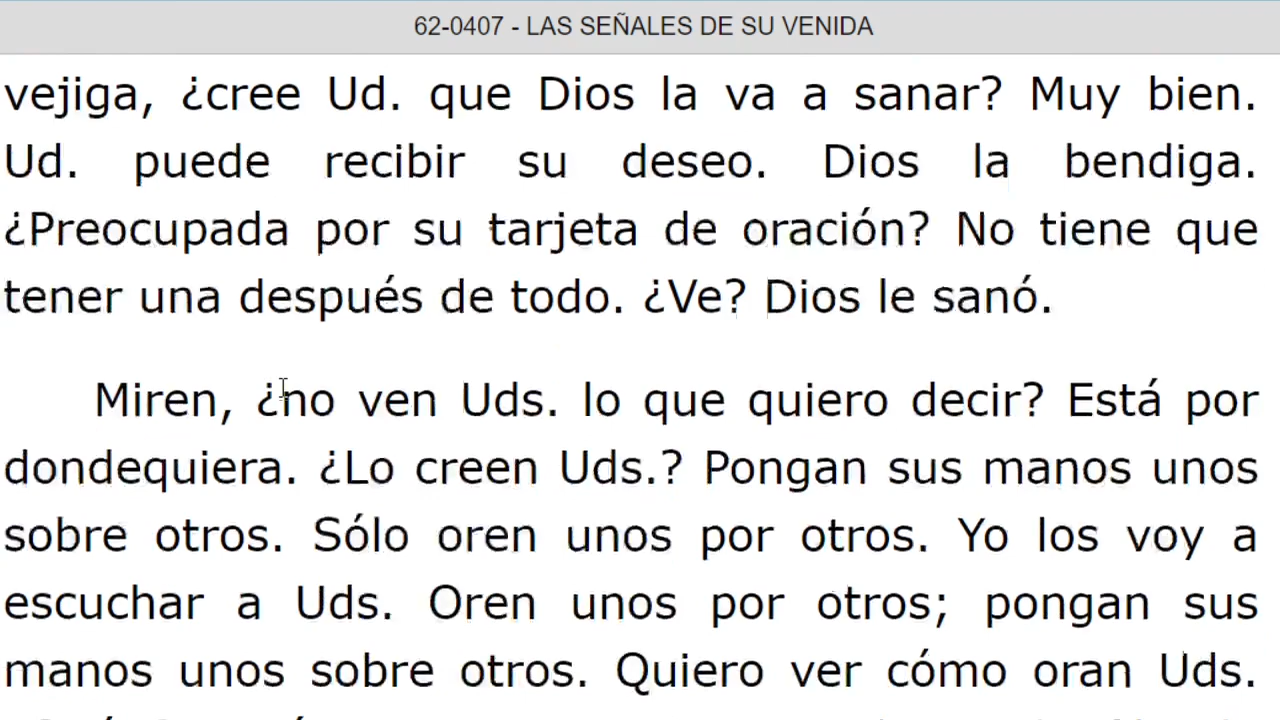 62-0407 - LAS SEÑALES DE SU VENIDA
vejiga, ¿cree Ud. que Dios la va a sanar? Muy bien.
Ud. puede recibir su deseo. Dios la bendiga.
¿Preocupada por su tarjeta de oración? No tiene que
tener una después de todo. ¿Ve? Dios le sanó.
Miren, ¿no ven Uds. lo que quiero decir? Está por
dondequiera. ¿Lo creen Uds.? Pongan sus manos unos
sobre otros. Sólo oren unos por otros. Yo los voy a
escuchar a Uds. Oren unos por otros; pongan sus
manos unos sobre otros. Quiero ver cómo oran Uds.